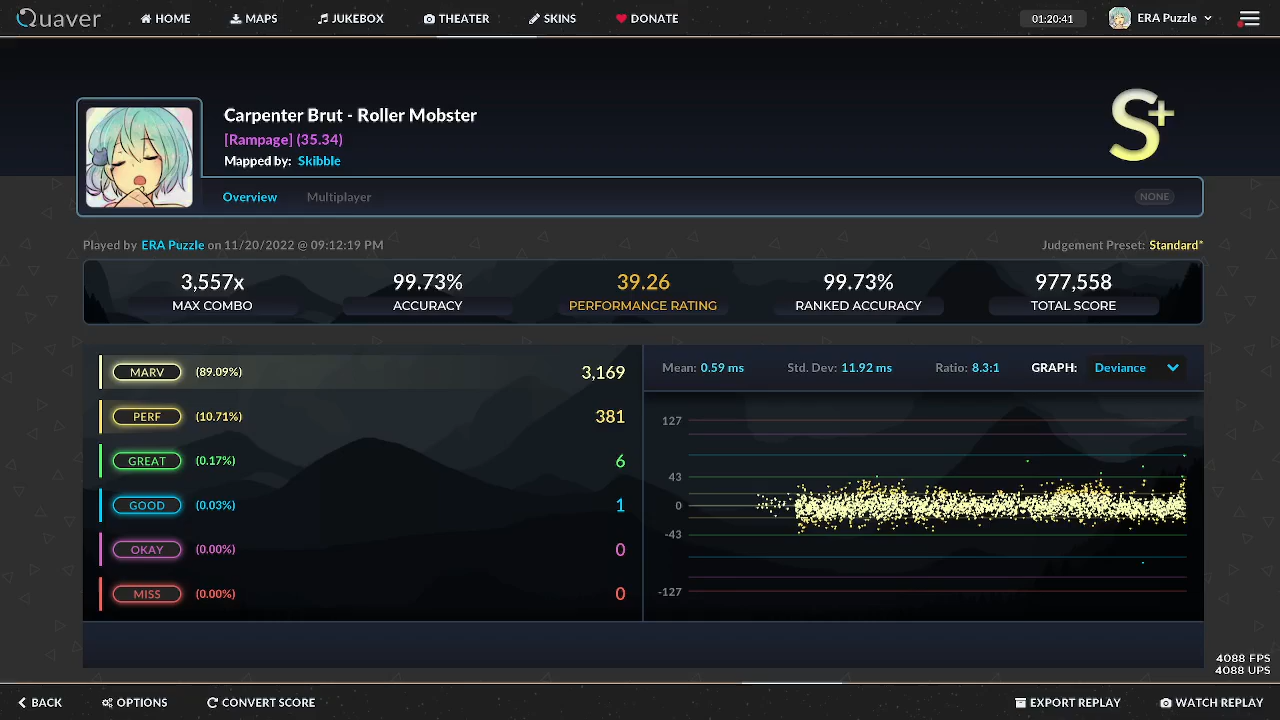 Quaver HOME MAPS JUKEBOX THEATER SKINS DONATE 01:20:41 ERA Puzzle
Carpenter Brut - Roller Mobster
[Rampage] (35.34)
Mapped by: Skibble
S+
Overview Multiplayer NONE
Played by ERA Puzzle on 11/20/2022 @ 09:12:19 PM Judgement Preset: Standard*
3,557x 99.73% 39.26 99.73% 977,558
MAX COMBO ACCURACY PERFORMANCE RATING RANKED ACCURACY TOTAL SCORE
MARV (89.09%) 3,169
PERF (10.71%) 381
GREAT (0.17%) 6
GOOD (0.03%) 1
OKAY (0.00%) 0
MISS (0.00%) 0
Mean: 0.59 ms Std. Dev: 11.92 ms Ratio: 8.3:1 GRAPH: Deviance
127
43
0
-43
-127
4088 FPS
4088 UPS
BACK OPTIONS CONVERT SCORE EXPORT REPLAY WATCH REPLAY